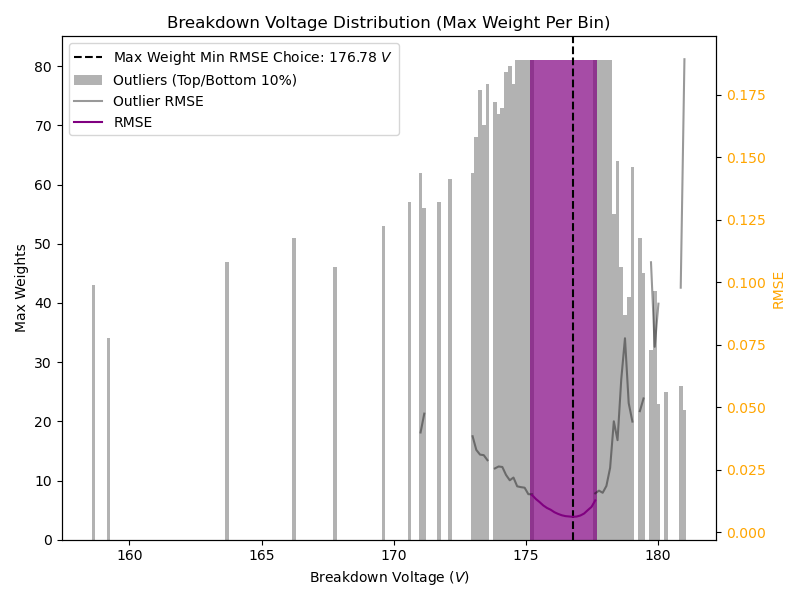 Breakdown Voltage Distribution (Max Weight Per Bin)
Max Weight Min RMSE Choice: 176.78 V
Outliers (Top/Bottom 10%)
Outlier RMSE
RMSE
Max Weights
80
70
60
50
40
30
20
10
0
160
165
170
175
180
Breakdown Voltage (V)
0.175
0.150
0.125
0.100
0.075
0.050
0.025
0.000
RMSE